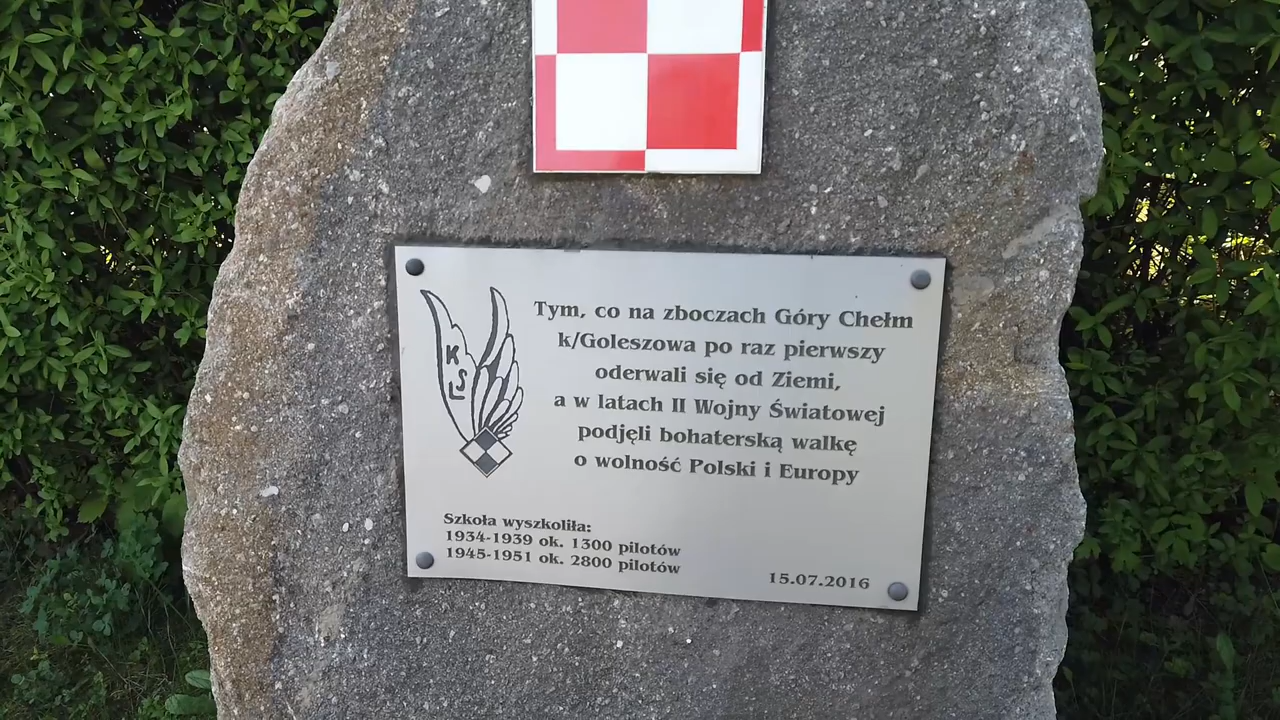 K
S
L
Tym, co na zboczach Góry Chełm
k/Goleszowa po raz pierwszy
oderwali się od Ziemi,
a w latach II Wojny Światowej
podjęli bohaterską walkę
o wolność Polski i Europy
Szkoła wyszkoliła:
1934-1939 ok. 1300 pilotów
1945-1951 ok. 2800 pilotów
15.07.2016